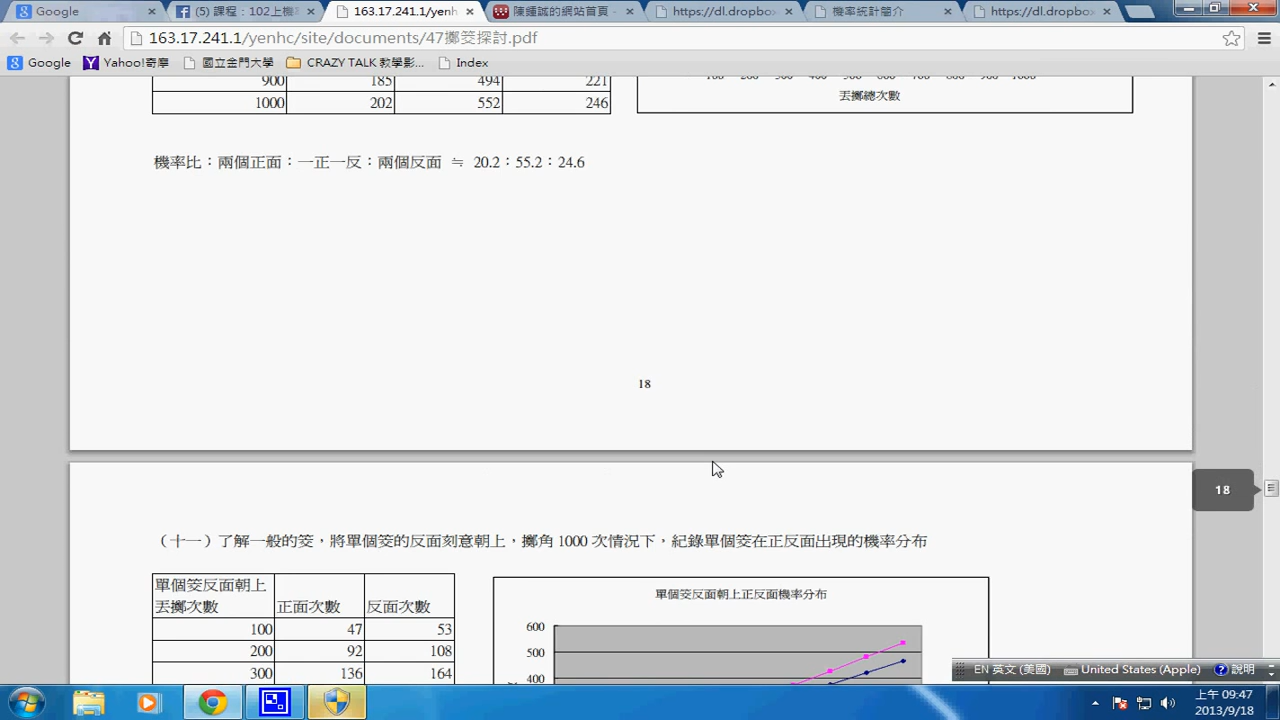 Google
(5) 課程：102上機
163.17.241.1/yenh
陳鍾誠的網站首頁 -
https://dl.dropbo
機率統計簡介
https://dl.dropbo
163.17.241.1/yenhc/site/documents/47擲筊探討.pdf
Google
Yahoo!奇摩
國立金門大學
CRAZY TALK 教學影...
Index
900 185 494 221
1000 202 552 246
丟擲總次數
機率比：兩個正面：一正一反：兩個反面 ≒ 20.2：55.2：24.6
18
18
（十一）了解一般的筊，將單個筊的反面刻意朝上，擲角 1000 次情況下，紀錄單個筊在正反面出現的機率分布
單個筊反面朝上
丟擲次數 正面次數 反面次數
100 47 53
200 92 108
300 136 164
單個筊反面朝上正反面機率分布
600
500
400
EN 英文 (美國)
United States (Apple)
說明
上午 09:47
2013/9/18